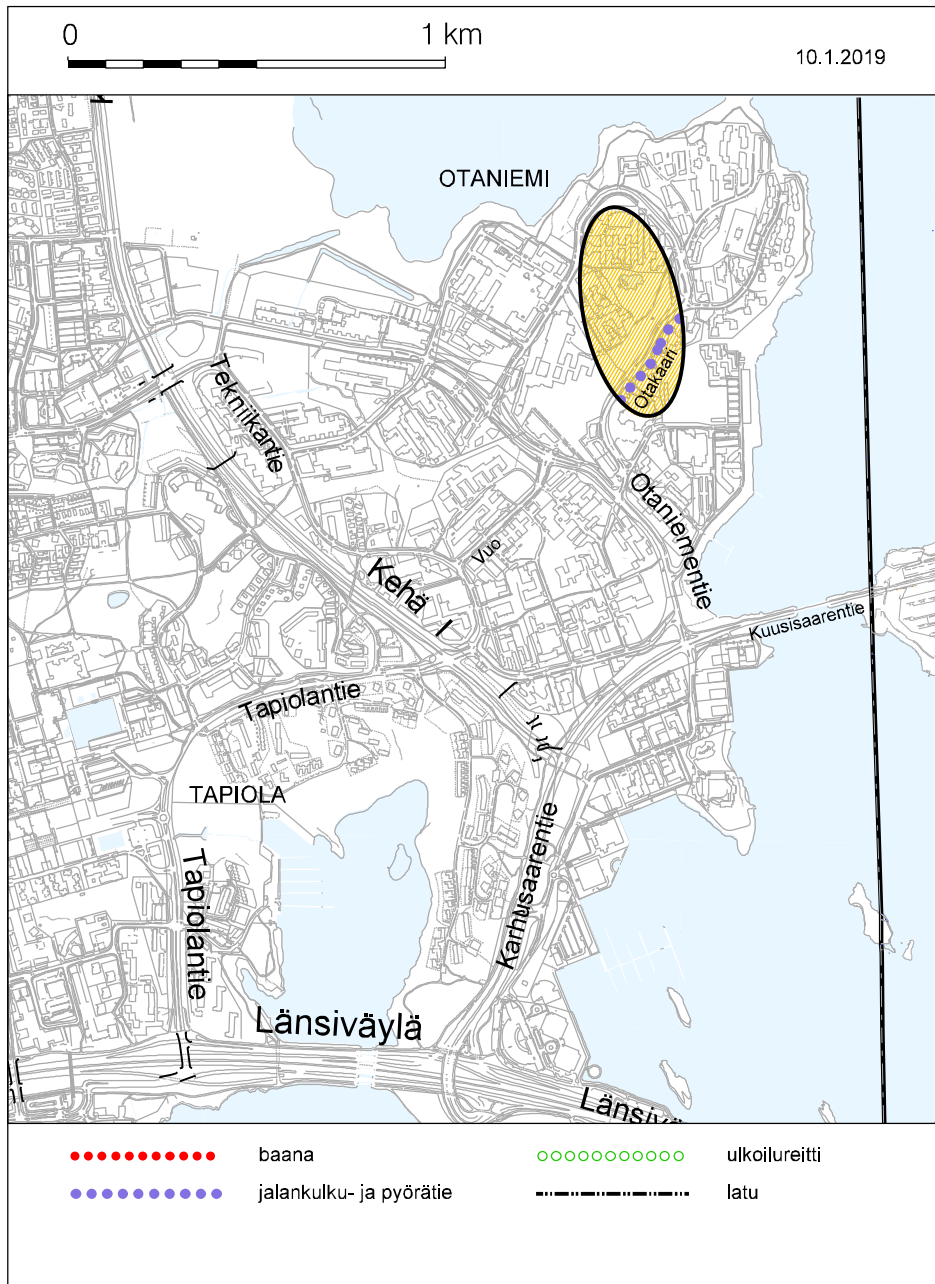 0 1 km
10.1.2019
OTANIEMI
Otakaari
Tekniikantie
Otaniementie
Vuo
Kehä I
Kuusisaarentie
Tapiolantie
TAPIOLA
Karhusaarentie
Tapiolantie
Länsiväylä
Länsivä
baana
ulkoilureitti
jalankulku- ja pyörätie
latu